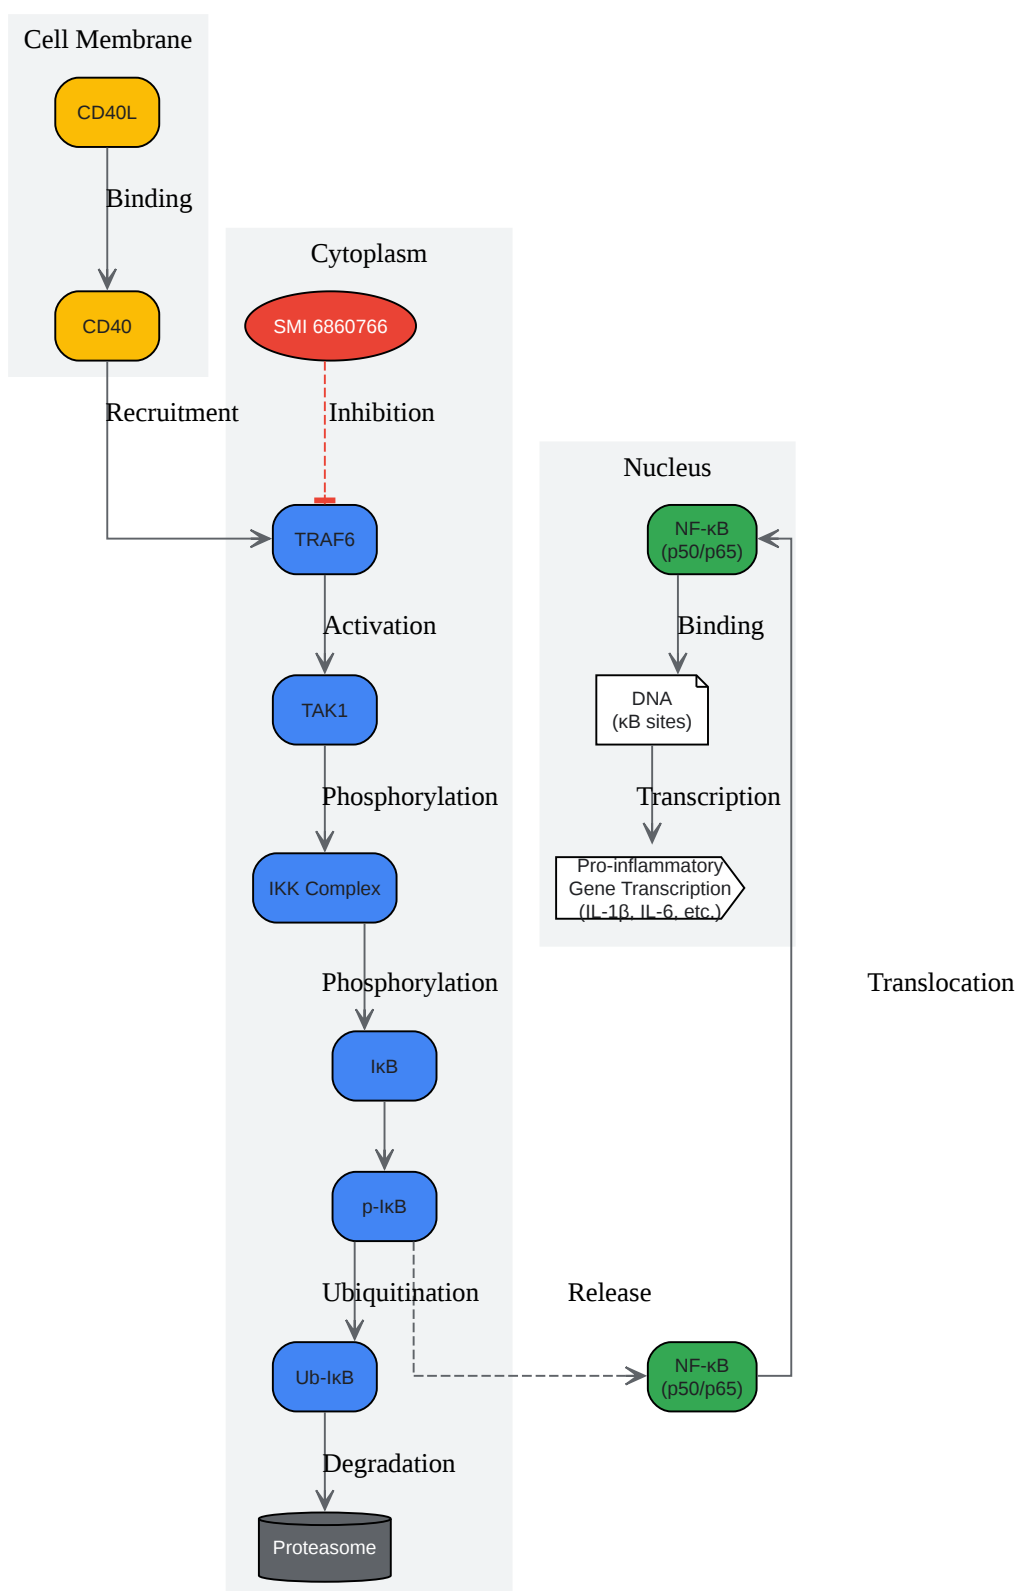 Cell Membrane
CD40L
Binding
CD40
Recruitment
Cytoplasm
SMI 6860766
Inhibition
TRAF6
Activation
TAK1
Phosphorylation
IKK Complex
Phosphorylation
IκB
p-IκB
Ubiquitination
Release
Ub-IκB
Degradation
Proteasome
NF-κB
(p50/p65)
Translocation
Nucleus
NF-κB
(p50/p65)
Binding
DNA
(κB sites)
Transcription
Pro-inflammatory
Gene Transcription
(IL-1β, IL-6, etc.)